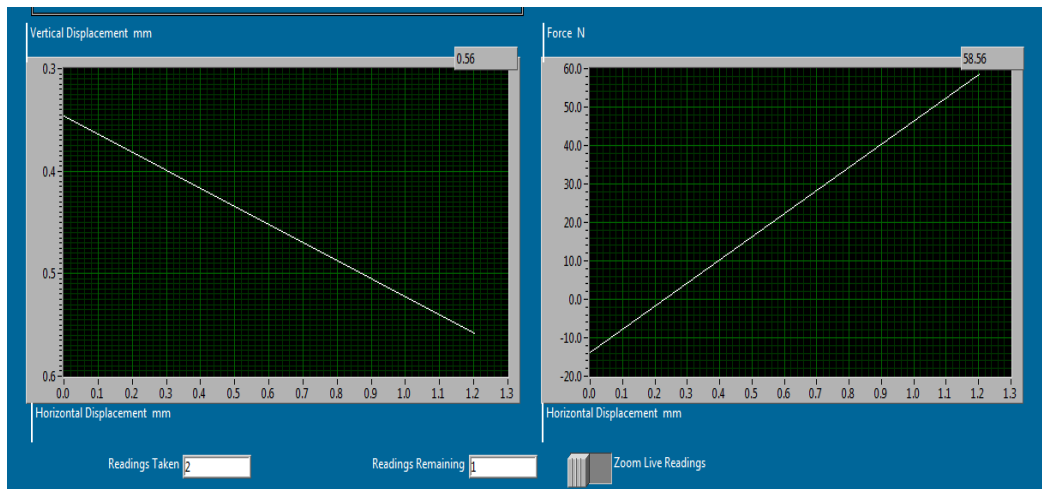 Vertical Displacement mm
0.56
0.3
0.4
0.5
0.6
0.0 0.1 0.2 0.3 0.4 0.5 0.6 0.7 0.8 0.9 1.0 1.1 1.2 1.3
Horizontal Displacement mm
Force N
58.56
60.0
50.0
40.0
30.0
20.0
10.0
0.0
-10.0
-20.0
0.0 0.1 0.2 0.3 0.4 0.5 0.6 0.7 0.8 0.9 1.0 1.1 1.2 1.3
Horizontal Displacement mm
Readings Taken 2
Readings Remaining 1
Zoom Live Readings